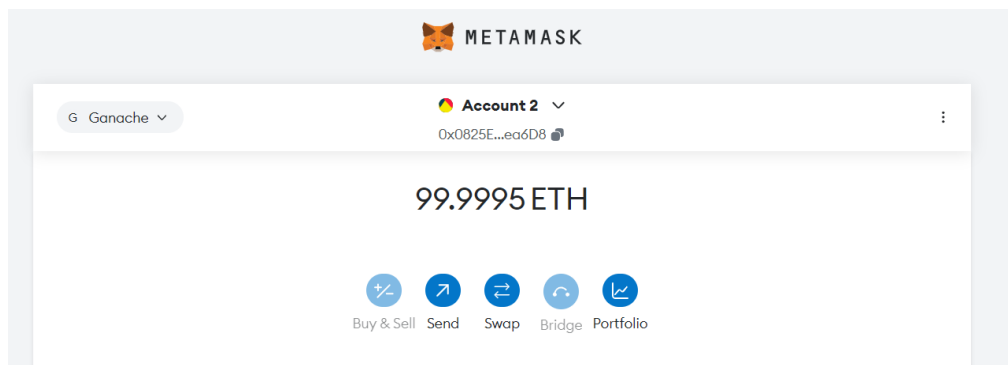 METAMASK
G Ganache
Account 2
0x0825E...ea6D8
99.9995 ETH
Buy & Sell Send Swap Bridge Portfolio